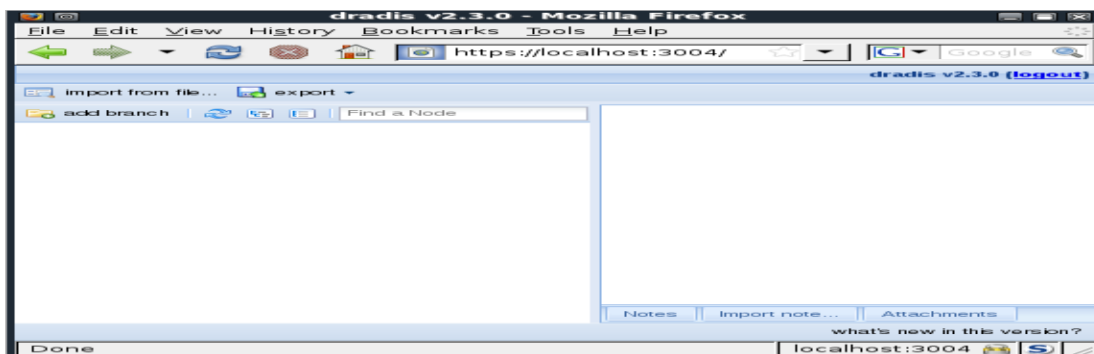 dradis v2.3.0 - Mozilla Firefox
File Edit View History Bookmarks Tools Help
https://localhost:3004/ G Google
dradis v2.3.0 (logout)
import from file... export
add branch Find a Node
Notes Import note... Attachments
what's new in this version?
Done localhost:3004 S